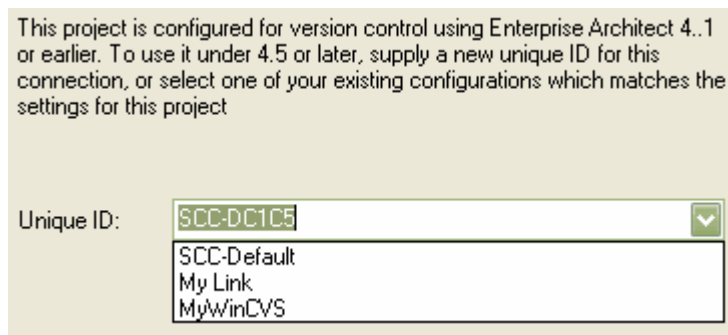 This project is configured for version control using Enterprise Architect 4..1
or earlier. To use it under 4.5 or later, supply a new unique ID for this
connection, or select one of your existing configurations which matches the
settings for this project
Unique ID: SCC-DC1C5
SCC-Default
My Link
MyWinCVS